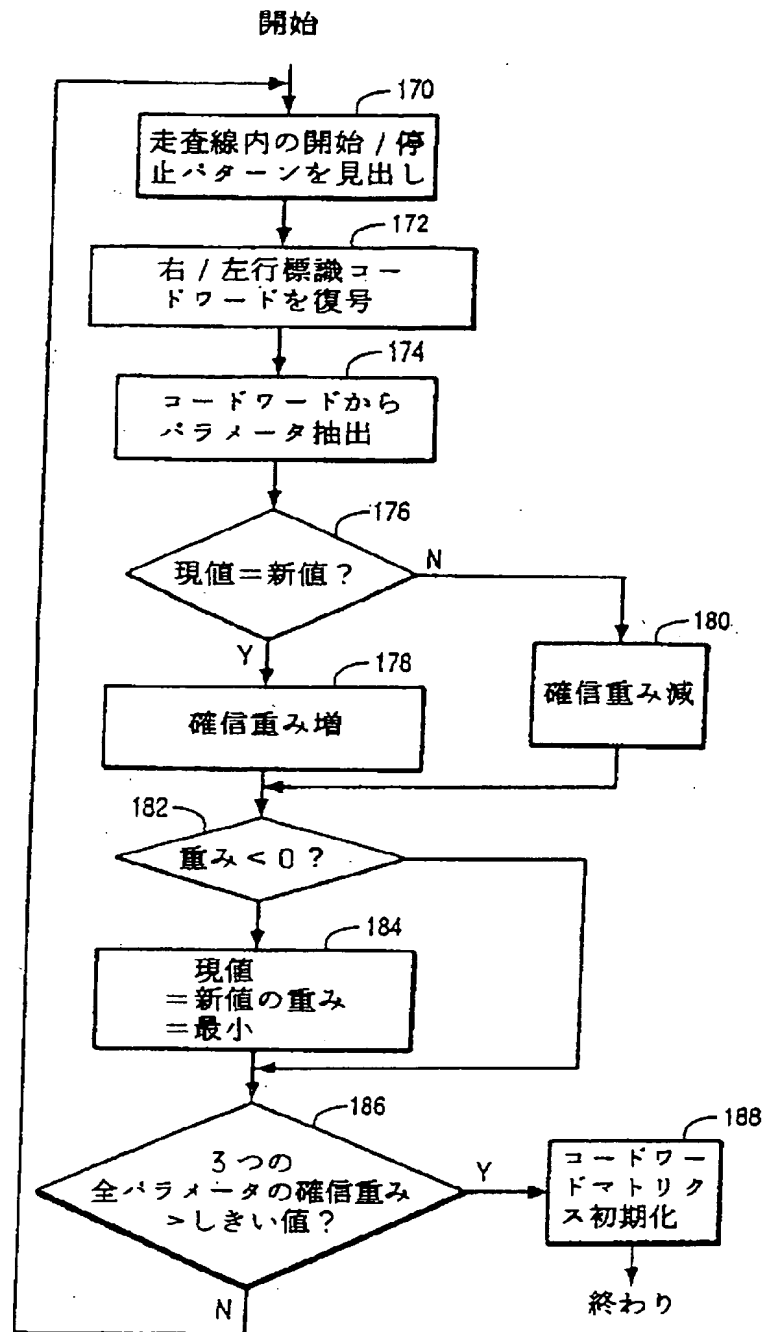 開始
170
走査線内の開始/停
止パターンを見出し
172
右/左行標識コー
ドワードを復号
174
コードワードから
パラメータ抽出
176
現値=新値?
N
Y
180
確信重み減
178
確信重み増
182
重み<0?
184
現値
=新値の重み
=最小
186
3つの
全パラメータの確信重み
>しきい値?
Y
N
188
コードワー
ドマトリク
ス初期化
終わり